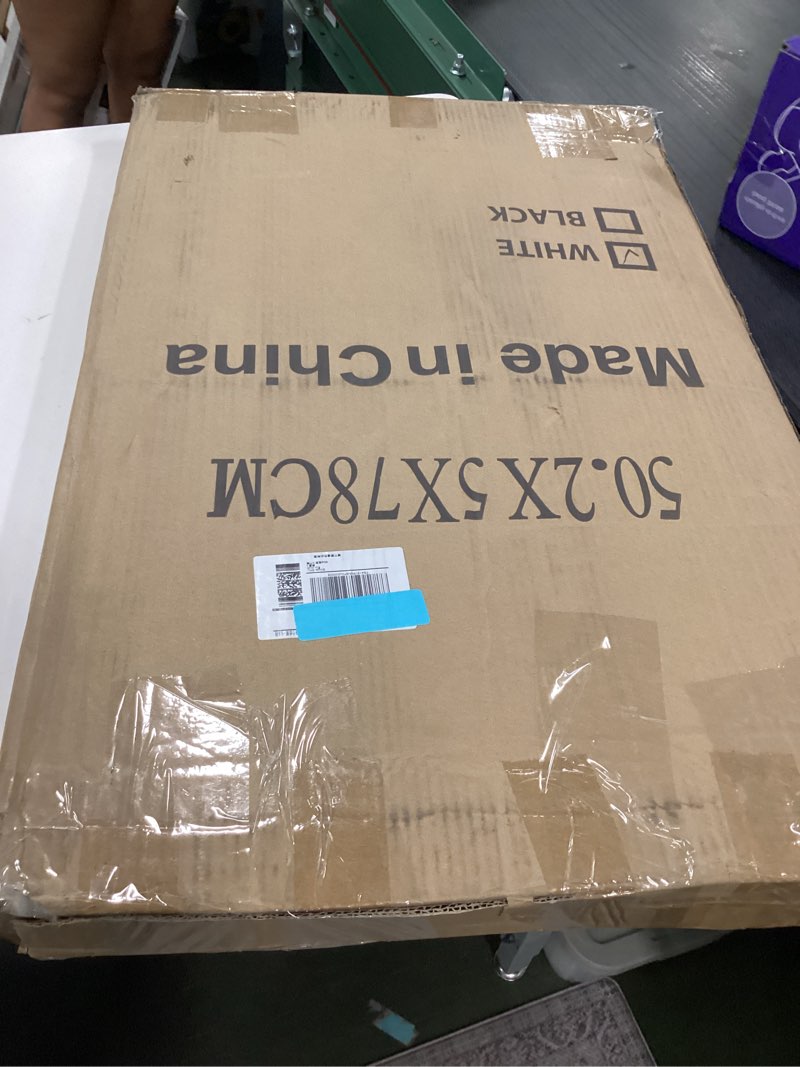 50.2X5X78CM
Made in China
☑ WHITE
☐ BLACK